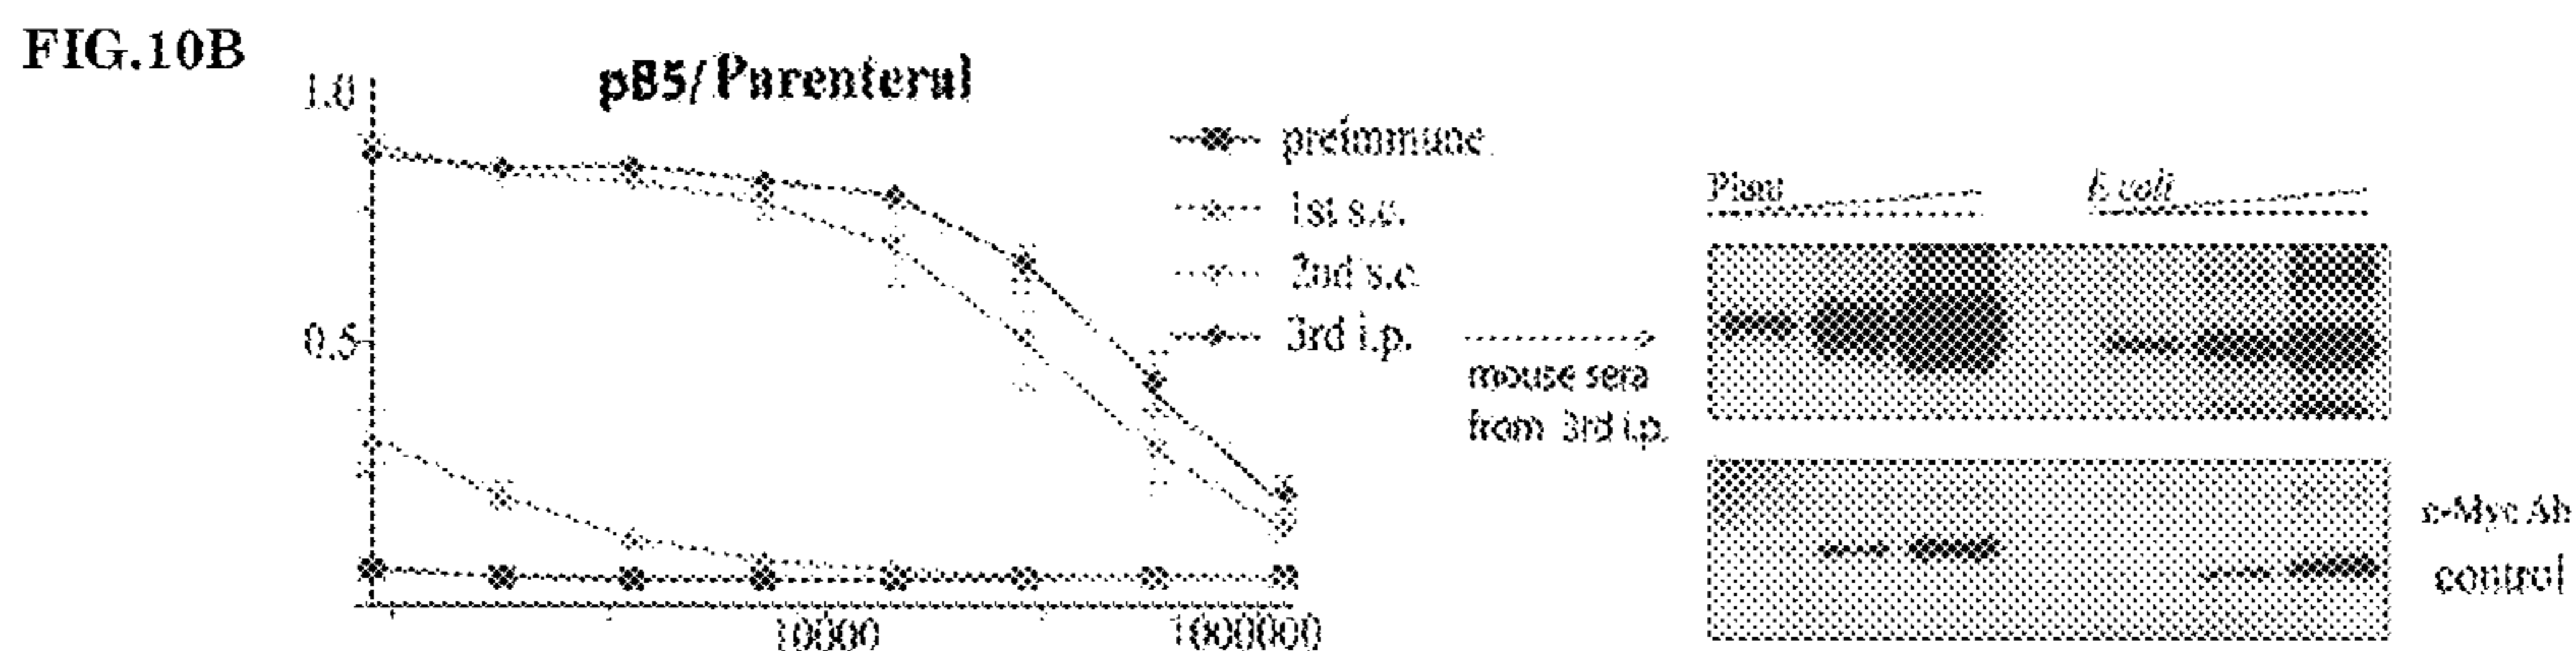 FIG.10B
p85/Parenteral
1.0
0.5
10000
1000000
preimmune
1st s.c.
2nd s.c.
3rd i.p.
mouse sera
from 3rd i.p.
Plant
E coli
c-Myc Ab
control